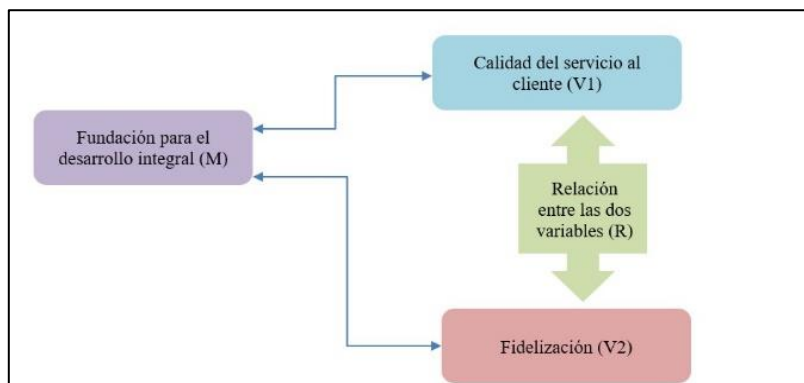 Calidad del servicio al
cliente (V1)
Fundación para el
desarrollo integral (M)
Relación
entre las dos
variables (R)
Fidelización (V2)